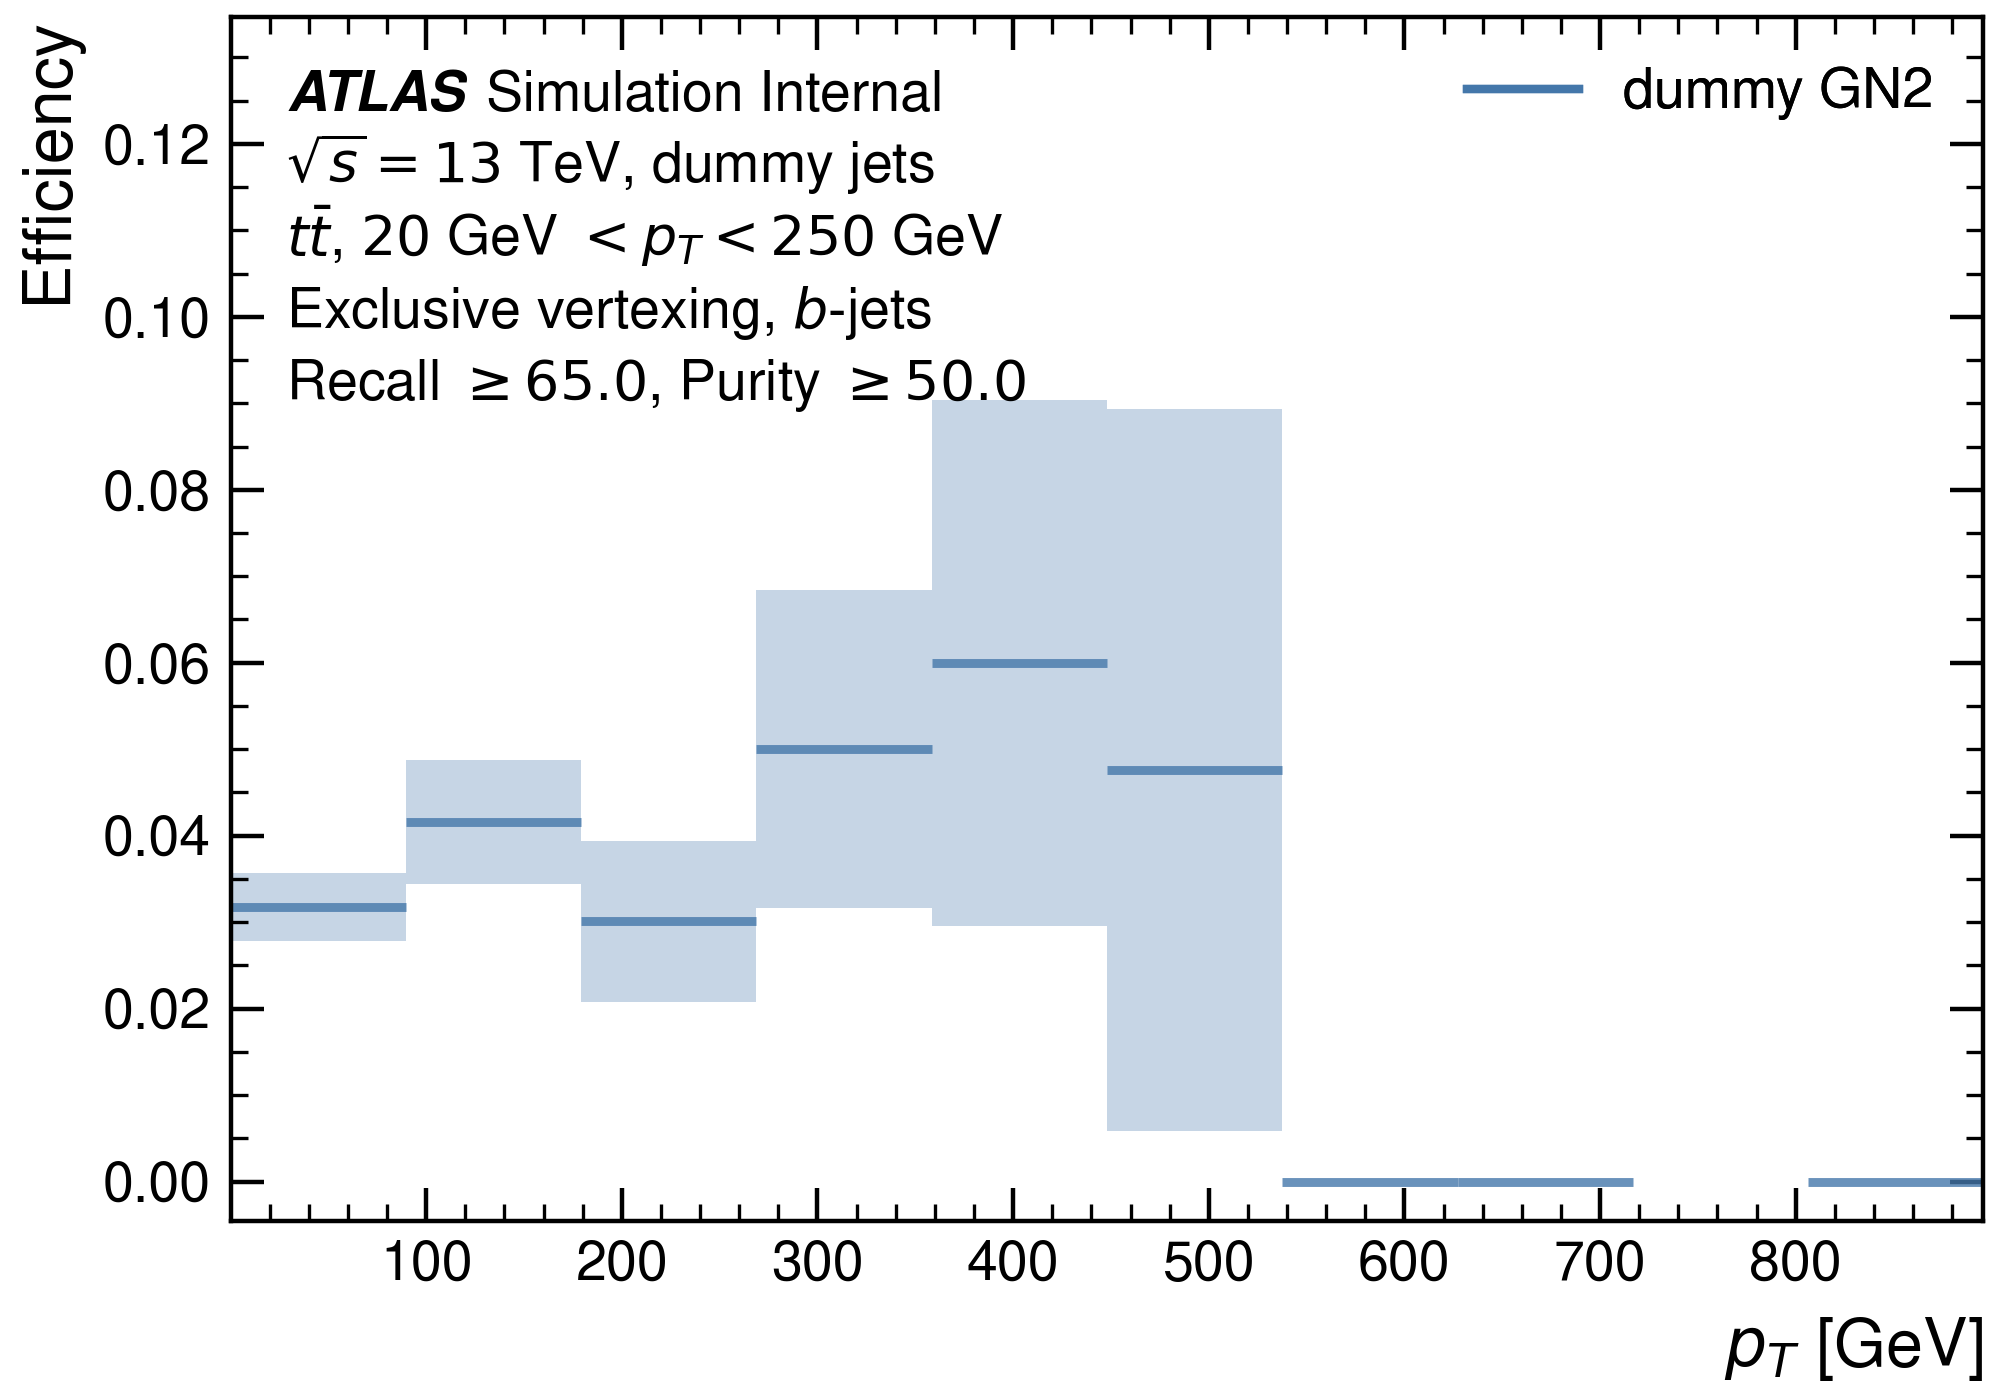 Efficiency
ATLAS Simulation Internal
√s = 13 TeV, dummy jets
tt̄, 20 GeV < p_T < 250 GeV
Exclusive vertexing, b-jets
Recall ≥ 65.0, Purity ≥ 50.0
dummy GN2
0.12
0.10
0.08
0.06
0.04
0.02
0.00
100 200 300 400 500 600 700 800
p_T [GeV]